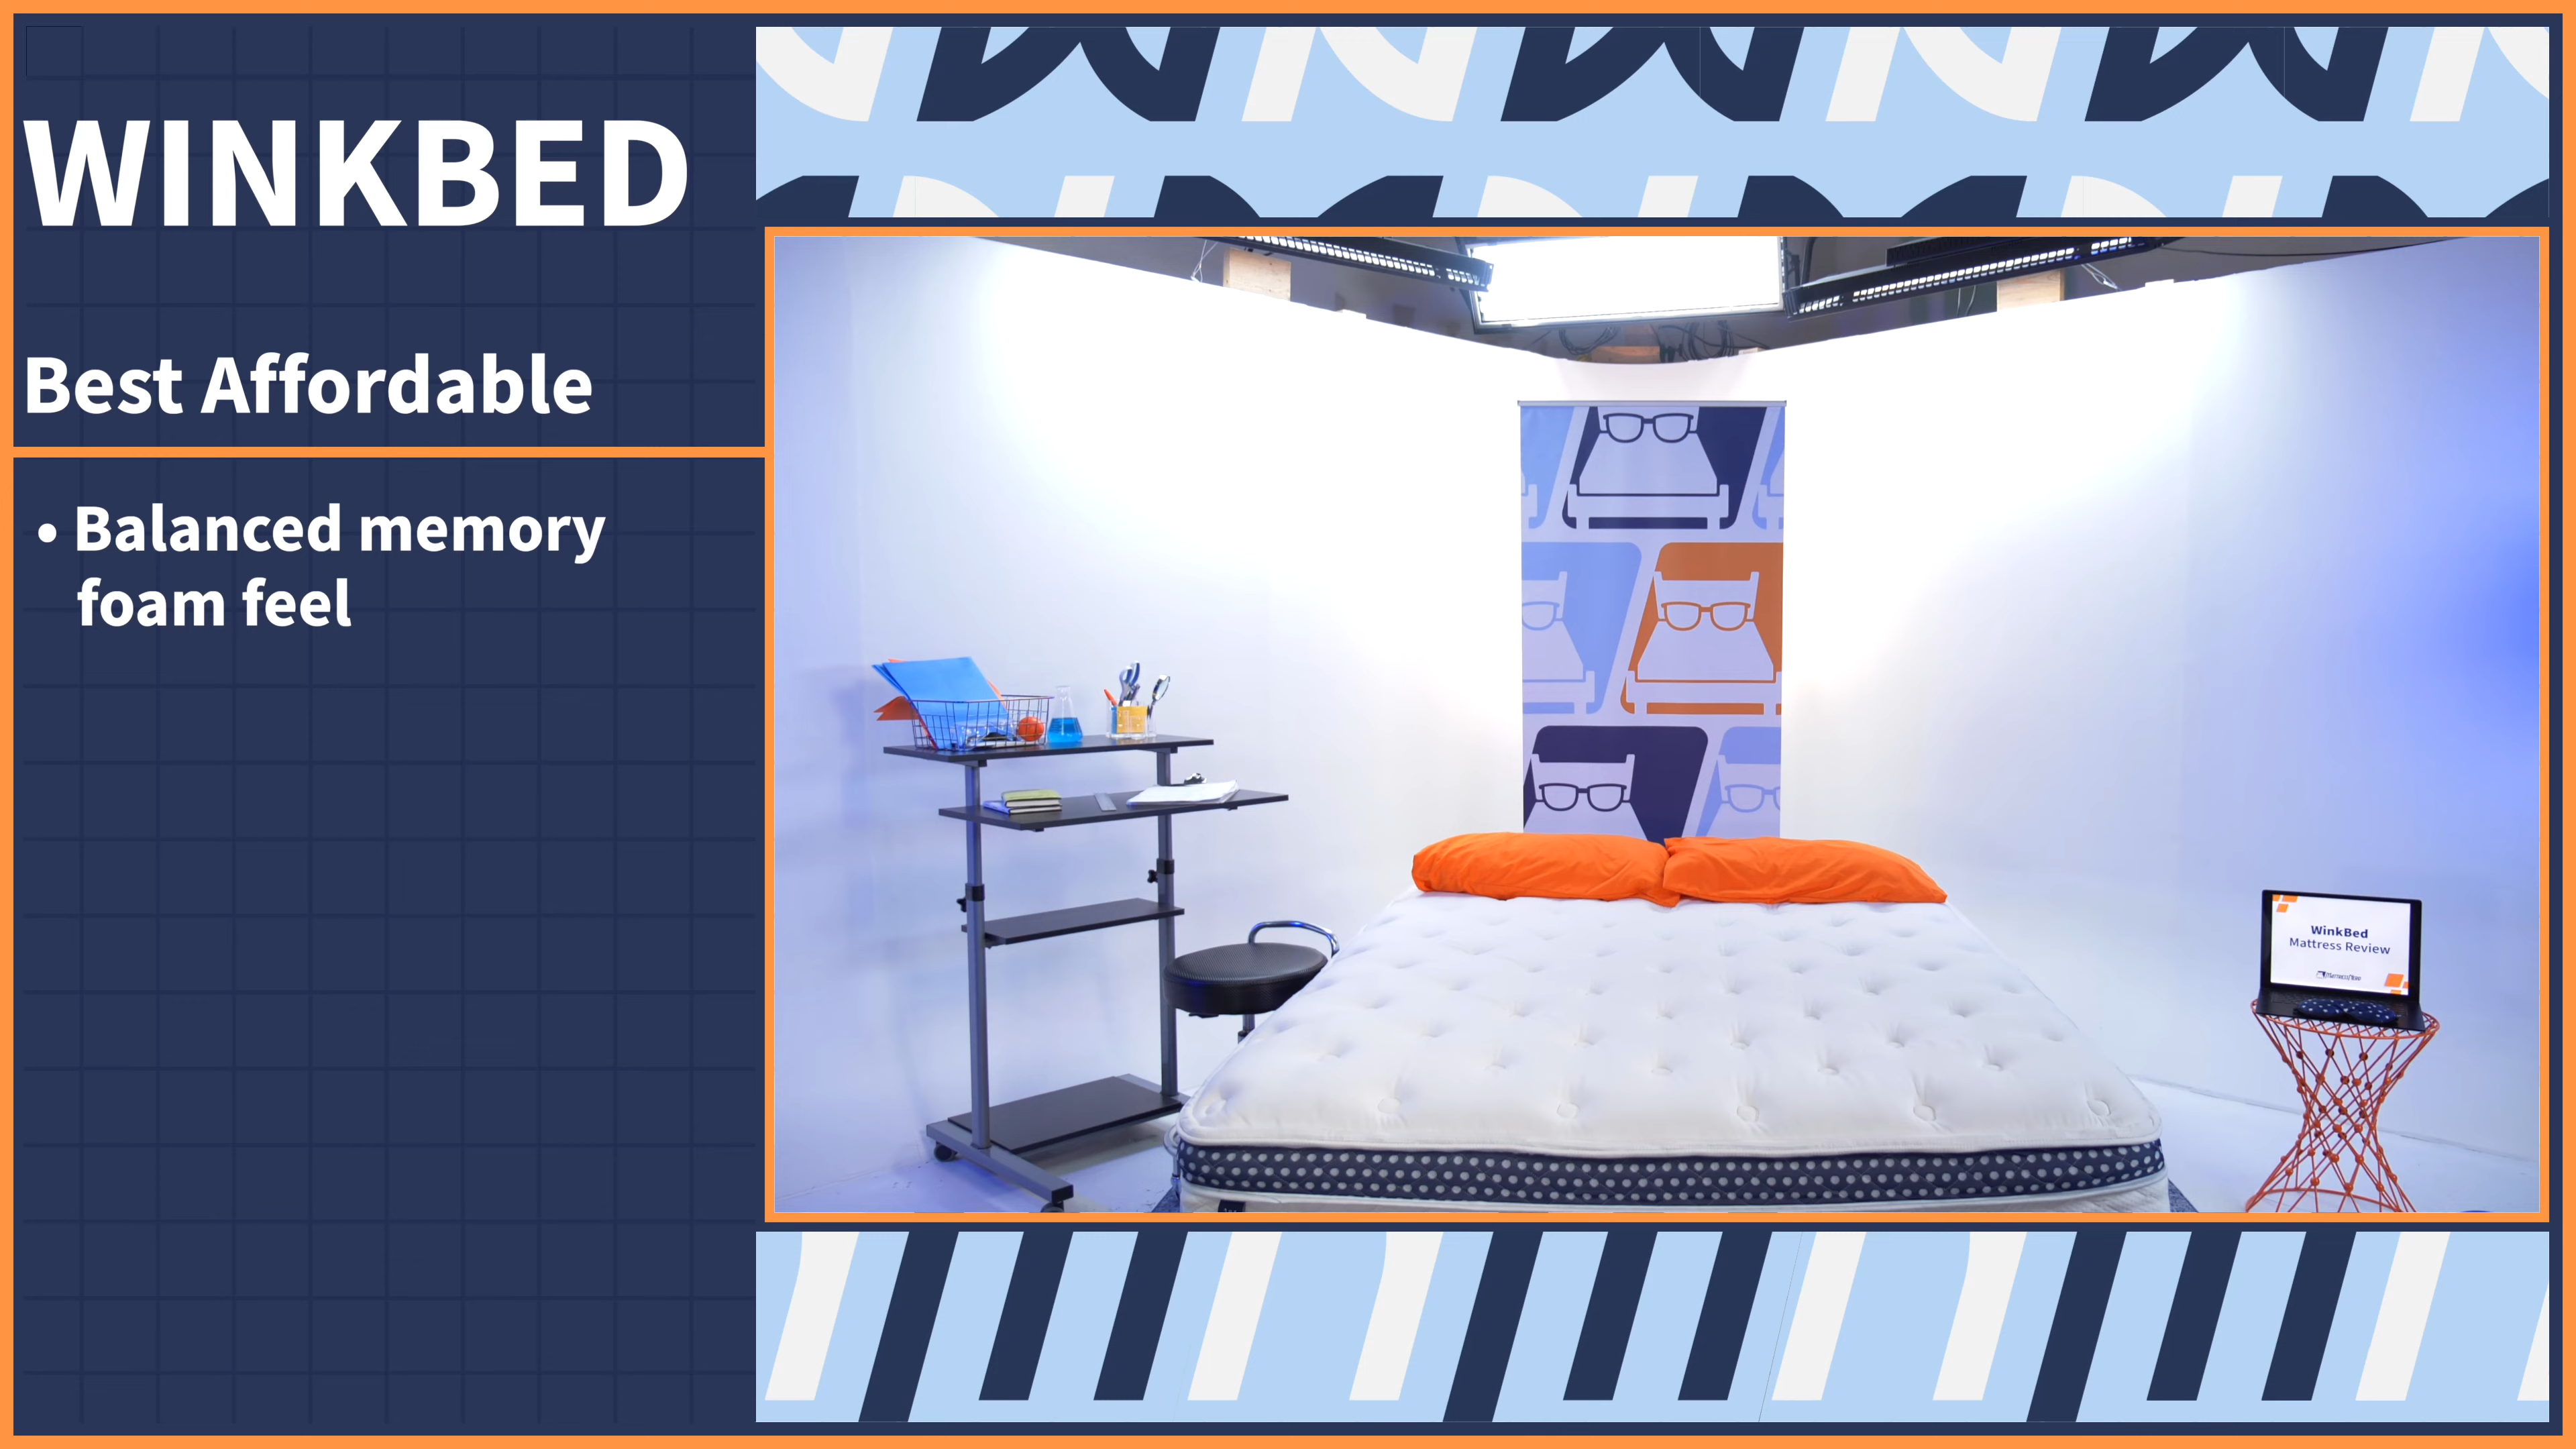 WINKBED
Best Affordable
• Balanced memory
foam feel
WinkBed
Mattress Review